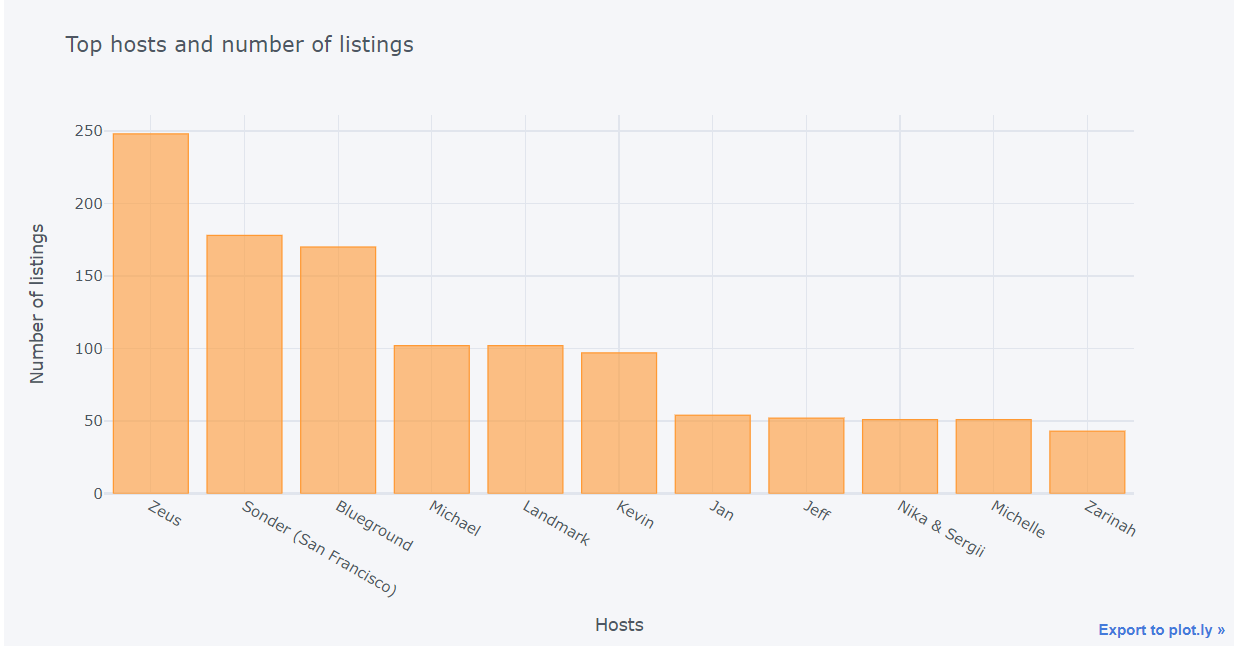 Top hosts and number of listings
Number of listings
250
200
150
100
50
0
Zeus
Sonder (San Francisco)
Blueground
Michael
Landmark
Kevin
Jan
Jeff
Nika & Sergii
Michelle
Zarinah
Hosts
Export to plot.ly »